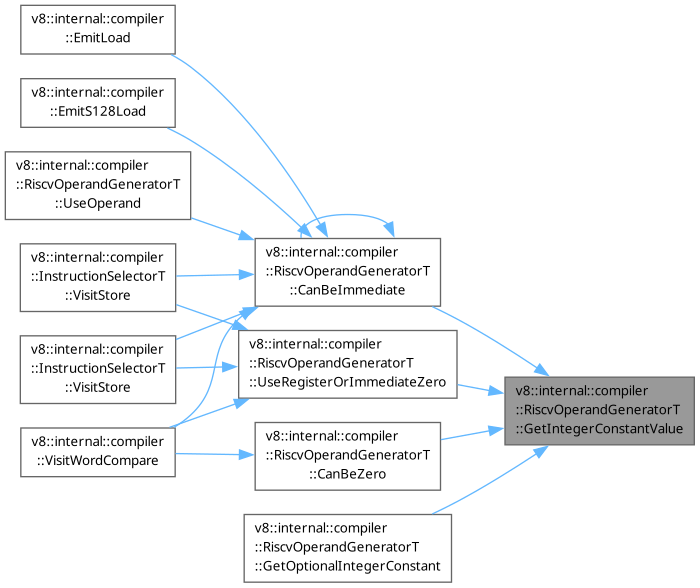 v8::internal::compiler
::EmitLoad
v8::internal::compiler
::EmitS128Load
v8::internal::compiler
::RiscvOperandGeneratorT
::UseOperand
v8::internal::compiler
::InstructionSelectorT
::VisitStore
v8::internal::compiler
::InstructionSelectorT
::VisitStore
v8::internal::compiler
::VisitWordCompare
v8::internal::compiler
::RiscvOperandGeneratorT
::CanBeImmediate
v8::internal::compiler
::RiscvOperandGeneratorT
::UseRegisterOrImmediateZero
v8::internal::compiler
::RiscvOperandGeneratorT
::CanBeZero
v8::internal::compiler
::RiscvOperandGeneratorT
::GetOptionalIntegerConstant
v8::internal::compiler
::RiscvOperandGeneratorT
::GetIntegerConstantValue